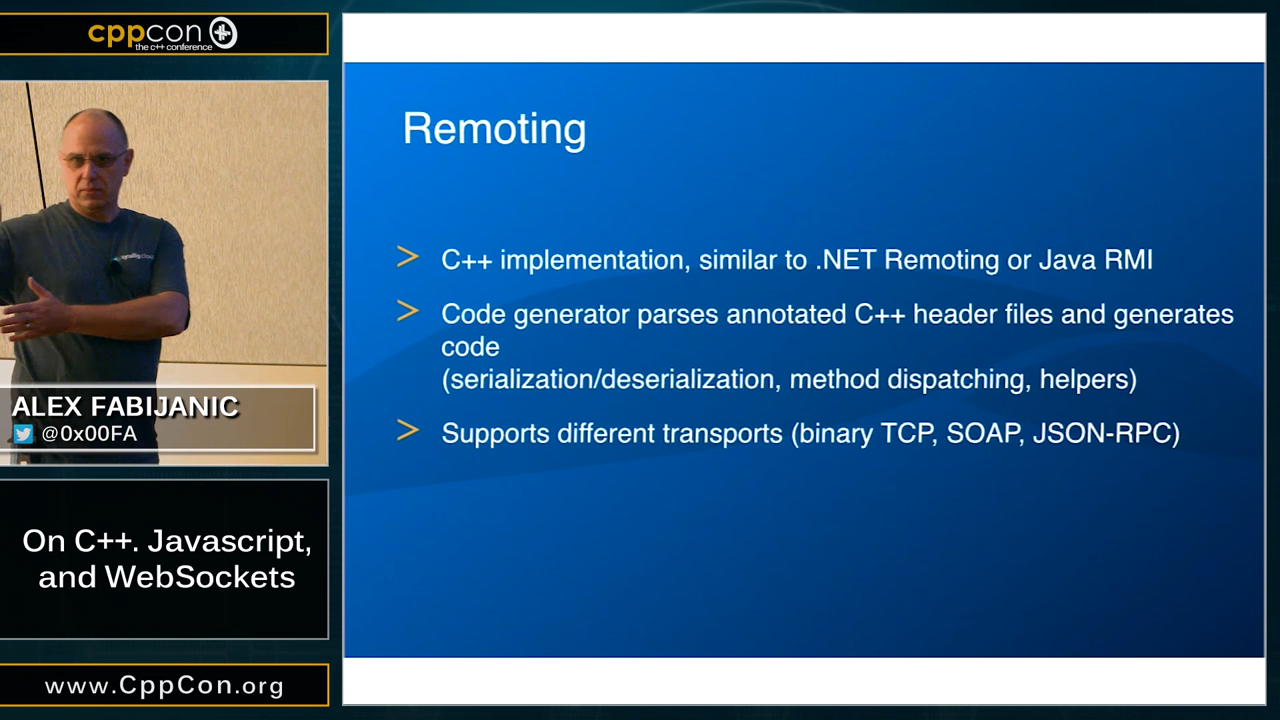 cppcon
the c++ conference
ALEX FABIJANIC
@0x00FA
On C++. Javascript,
and WebSockets
www.CppCon.org
Remoting
> C++ implementation, similar to .NET Remoting or Java RMI
> Code generator parses annotated C++ header files and generates
code
(serialization/deserialization, method dispatching, helpers)
> Supports different transports (binary TCP, SOAP, JSON-RPC)